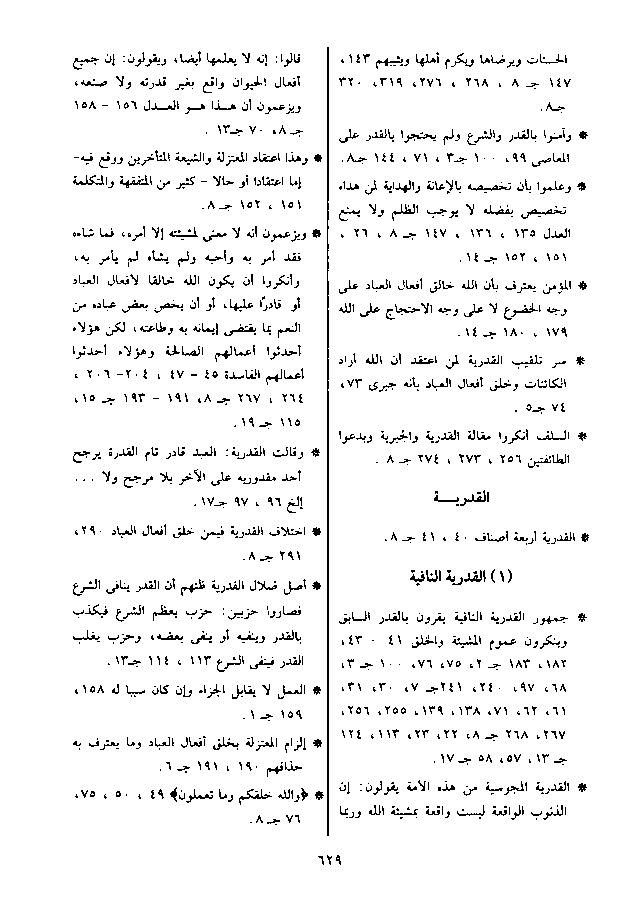 الحسنات ويرضاها ويكرم أهلها ويثيبهم ١٤٣،
١٤٧ جـ ٨ ، ٢٦٨ ، ٢٧٦، ٣١٩، ٣٢٠
جـ٨.
* وآمنوا بالقدر والشرع ولم يحتجوا بالقدر على
المعاصي ٩٩، ١٠٠ جـ٣ ، ٧١ ، ١٤٤ جـ٨.
* وعلموا بأن تخصيصه بالإعانة والهداية لمن هداه
تخصيص بفضله لا يوجب الظلم ولا يمنع
العدل ١٣٥ ، ١٣٦ ، ١٤٧ جـ ٨ ، ٢٦ ،
١٥١ ، ١٥٢ جـ ١٤.
* المؤمن يعترف بأن الله خالق أفعال العباد على
وجه الخضوع لا على وجه الاحتجاج على الله
١٧٩ ، ١٨٠ جـ ١٤.
* سر تلقيب القدرية لمن اعتقد أن الله أراد
الكائنات وخلق أفعال العباد بأنه جبرى ٧٣،
٧٤ جـ٥ .
* السلف أنكروا مقالة القدرية والجبرية وبدعوا
الطائفتين ٢٥٦ ، ٢٧٣ ، ٢٧٤ جـ ٨ .
القدريـــة
* القدرية أربعة أصناف ٤٠ ، ٤١ جـ ٨.
(١) القدرية النافية
* جمهور القدرية النافية يقرون بالقدر السابق
وينكرون عموم المشيئة والخلق ٤١ - ٤٣،
١٨٢، ١٨٣ جـ ٢، ٧٥، ٧٦، ١٠٠ جـ ٣،
٦٨، ٩٧، ٢٤٠، ٢٤١جـ ٧، ٣٠، ٣١،
٦١، ٦٢، ٧١، ١٣٨، ١٣٩، ٢٥٥، ٢٥٦،
٢٦٧، ٢٦٨ جـ ٨، ٢٢، ٢٣، ١١٣، ١٢٤
جـ ١٣، ٥٧، ٥٨ جـ ١٧.
* القدرية المجوسية من هذه الأمة يقولون: إن
الذنوب الواقعة ليست واقعة بمشيئة الله وربما
قالوا: إنه لا يعلمها أيضا، ويقولون: إن جميع
أفعال الحيوان واقع بغير قدرته ولا صنعه،
ويزعمون أن هـذا هـو العـدل ١٥٦ - ١٥٨
جـ ٨، ٧٠ جـ١٣ .
* وهذا اعتقاد المعتزلة والشيعة المتأخرين ووقع فيه-
إما اعتقادا أو حالا - كثير من المتفقهة والمتكلمة
١٥١ ، ١٥٢ جـ ٨.
* ويزعمون أنه لا معنى لمشيئته إلا أمره، فما شاءه
فقد أمر به وأحبه ولم يشأه لم يأمر به،
وأنكروا أن يكون الله خالقا لأفعال العباد
أو قادرًا عليها، أو أن يخص بعض عباده من
النعم بما يقتضى إيمانه به وطاعته، لكن هؤلاء
أحدثوا أعمالهم الصالحة وهؤلاء أحدثوا
أعمالهم الفاسدة ٤٥ - ٤٧ ، ٢٠٤- ٢٠٦ ،
٢٦٤ ، ٢٦٧ جـ ٨، ١٩١ - ١٩٣ جـ ١٥،
١١٥ جـ ١٩.
* وقالت القدرية: العبد قادر تام القدرة يرجح
أحد مقدوريه على الآخر بلا مرجح ولا ...
إلخ ٩٦ ، ٩٧ جـ١٧.
* اختلاف القدرية فيمن خلق أفعال العباد ٢٩٠،
٢٩١ جـ ٨.
* أصل ضلال القدرية ظنهم أن القدر ينافى الشرع
فصاروا حزبين: حزب يعظم الشرع فيكذب
بالقدر وينفيه أو ينفى بعضه، وحزب يغلب
القدر فينفى الشرع ١١٣ ، ١١٤ جـ١٣.
* العمل لا يقابل الجزاء وإن كان سببا له ١٥٨،
١٥٩ جـ ١ .
* إلزام المعتزلة بخلق أفعال العباد وما يعترف به
حذاقهم ١٩٠ ، ١٩١ جـ ٦.
* ﴿والله خلقكم وما تعملون﴾ ٤٩ ، ٥٠ ، ٧٥،
٧٦ جـ ٨.
٦٢٩